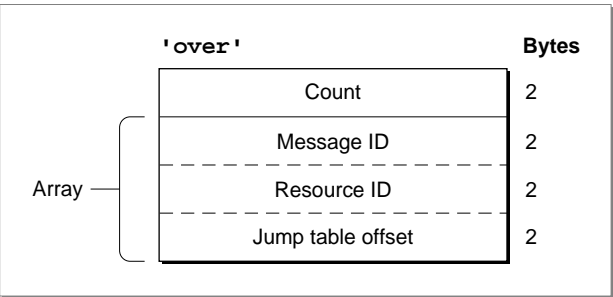 'over' Bytes
Count 2
Message ID 2
Array Resource ID 2
Jump table offset 2